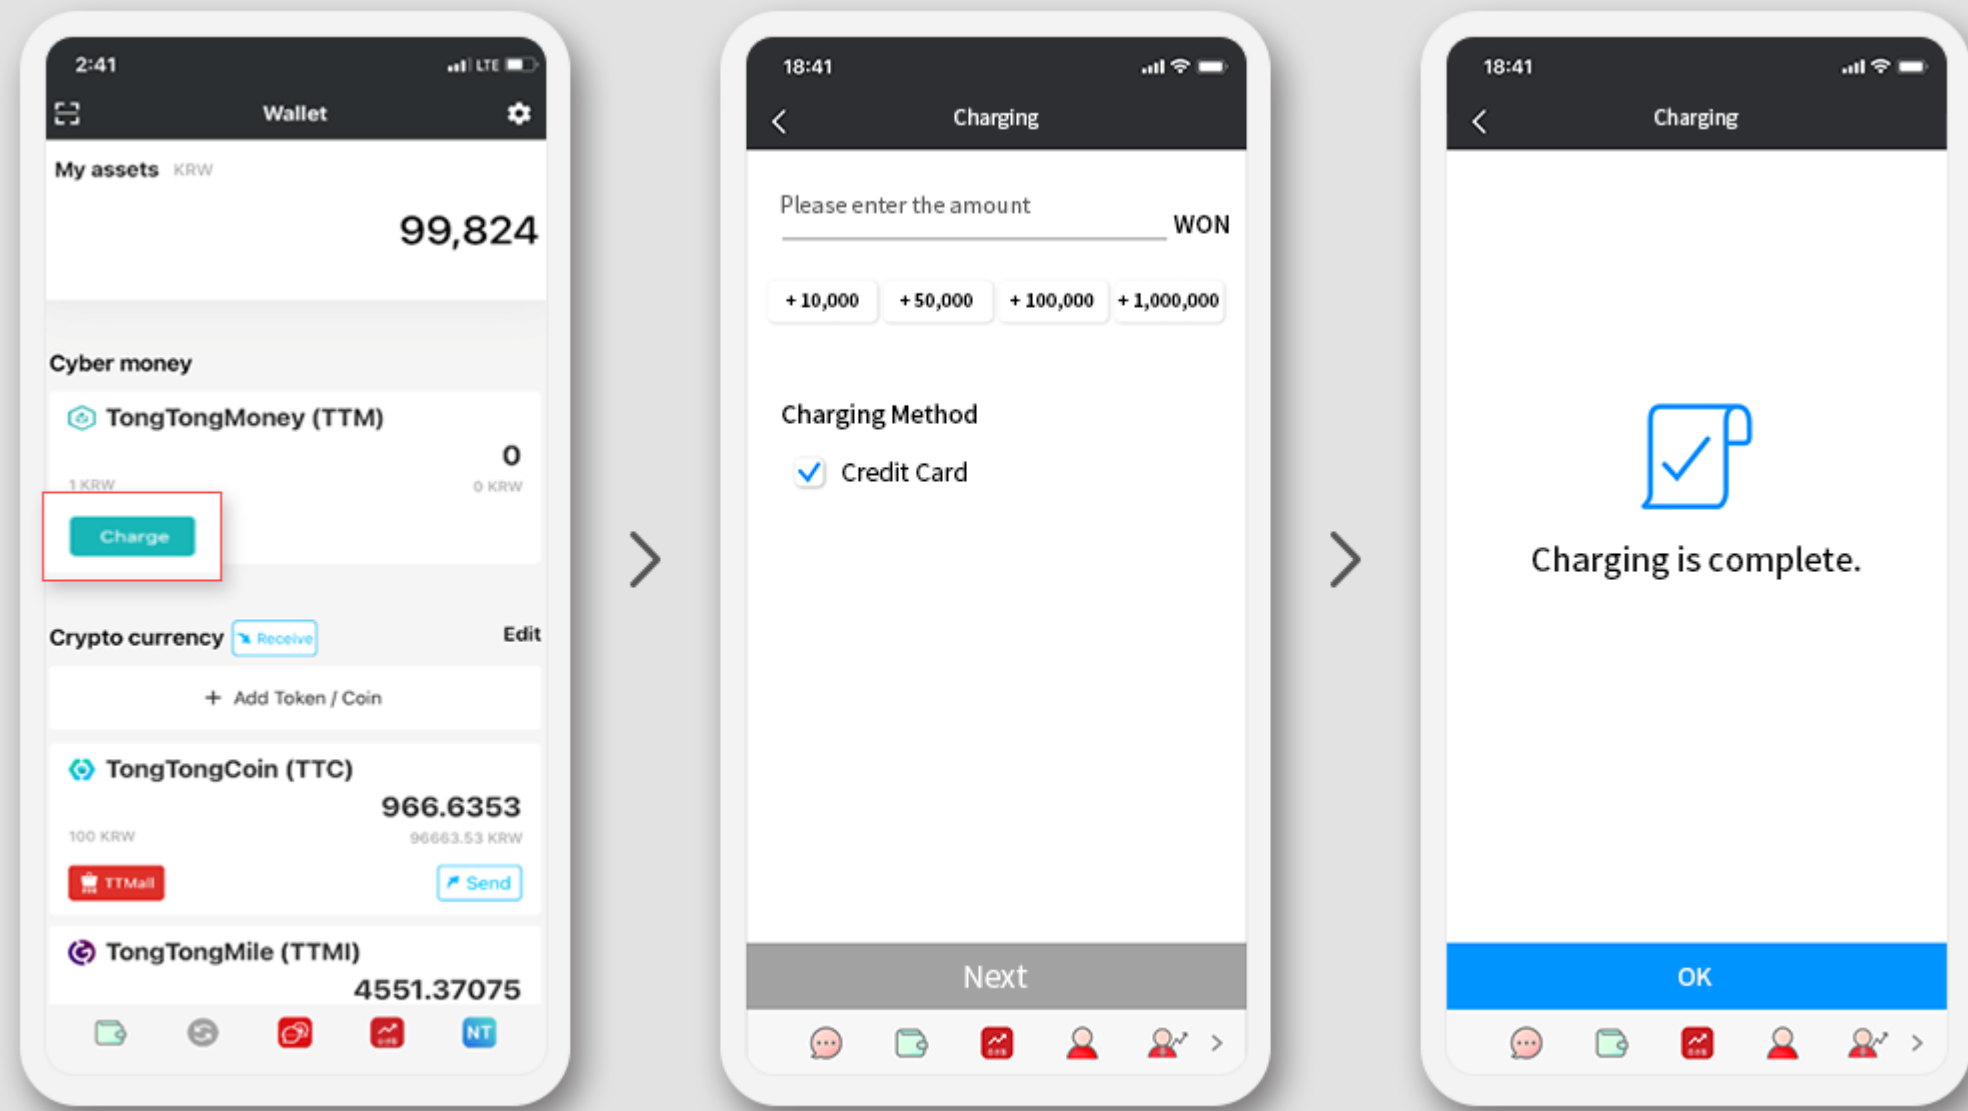 2:41
LTE
Wallet
My assets KRW
99,824
Cyber money
TongTongMoney (TTM)
0
1 KRW
0 KRW
Charge
Crypto currency
Receive
Edit
+ Add Token / Coin
TongTongCoin (TTC)
966.6353
100 KRW
96663.53 KRW
TTMall
Send
TongTongMile (TTMI)
4551.37075
NT
18:41
Charging
Please enter the amount
WON
+ 10,000
+ 50,000
+ 100,000
+ 1,000,000
Charging Method
Credit Card
Next
18:41
Charging
Charging is complete.
OK